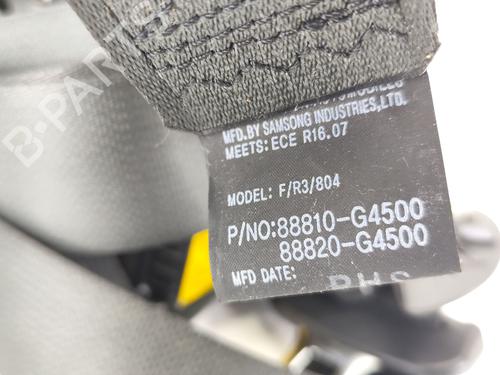 MFD.BY SAMSONG INDUSTRIES,LTD.
MEETS: ECE R16.07
MODEL: F/R3/804
P/NO:88810-G4500
88820-G4500
MFD DATE:
RHS
B-PARTS